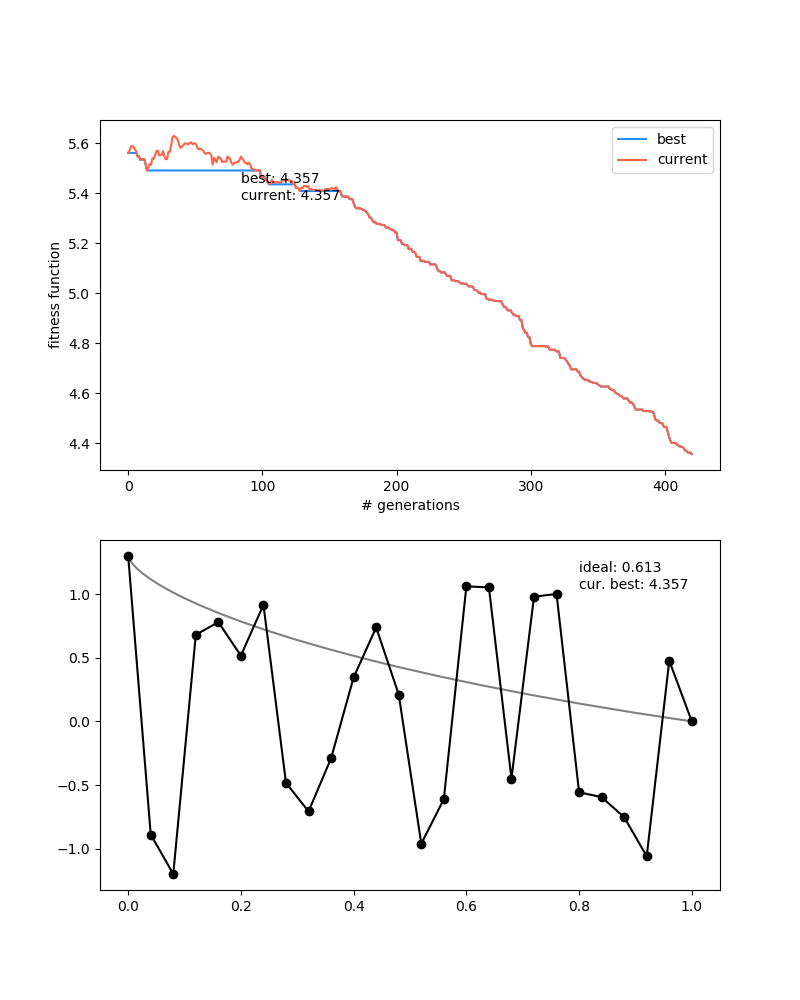 5.6
5.4
5.2
5.0
4.8
4.6
4.4
fitness function
best
current
best: 4.357
current: 4.357
0
100
200
300
400
# generations
1.0
0.5
0.0
−0.5
−1.0
ideal: 0.613
cur. best: 4.357
0.0
0.2
0.4
0.6
0.8
1.0